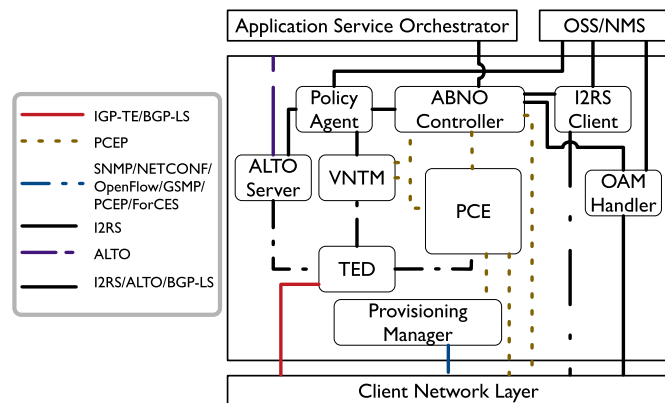 Application Service Orchestrator
OSS/NMS
Policy
Agent
ABNO
Controller
I2RS
Client
IGP-TE/BGP-LS
PCEP
SNMP/NETCONF/
OpenFlow/GSMP/
PCEP/ForCES
I2RS
ALTO
I2RS/ALTO/BGP-LS
ALTO
Server
VNTM
PCE
OAM
Handler
TED
Provisioning
Manager
Client Network Layer